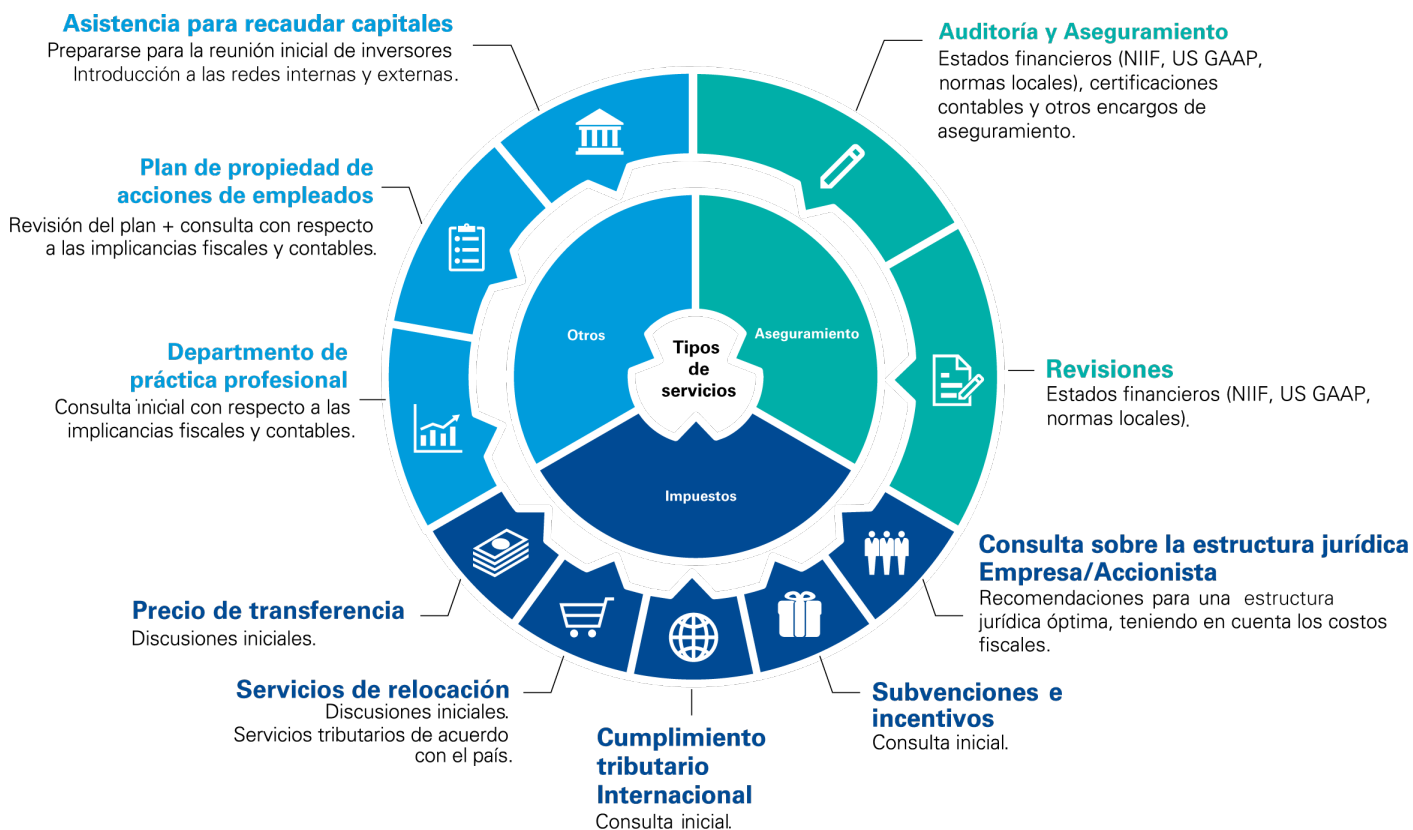 Asistencia para recaudar capitales
Prepararse para la reunión inicial de inversores
Introducción a las redes internas y externas.
Auditoría y Aseguramiento
Estados financieros (NIIF, US GAAP,
normas locales), certificaciones
contables y otros encargos de
aseguramiento.
Plan de propiedad de
acciones de empleados
Revisión del plan + consulta con respecto
a las implicancias fiscales y contables.
Departmento de
práctica profesional
Consulta inicial con respecto a las
implicancias fiscales y contables.
Otros
Tipos
de
servicios
Aseguramiento
Impuestos
Revisiones
Estados financieros (NIIF, US GAAP,
normas locales).
Consulta sobre la estructura jurídica
Empresa/Accionista
Recomendaciones para una estructura
jurídica óptima, teniendo en cuenta los costos
fiscales.
Precio de transferencia
Discusiones iniciales.
Servicios de relocación
Discusiones iniciales.
Servicios tributarios de acuerdo
con el país.
Cumplimiento
tributario
Internacional
Consulta inicial.
Subvenciones e
incentivos
Consulta inicial.